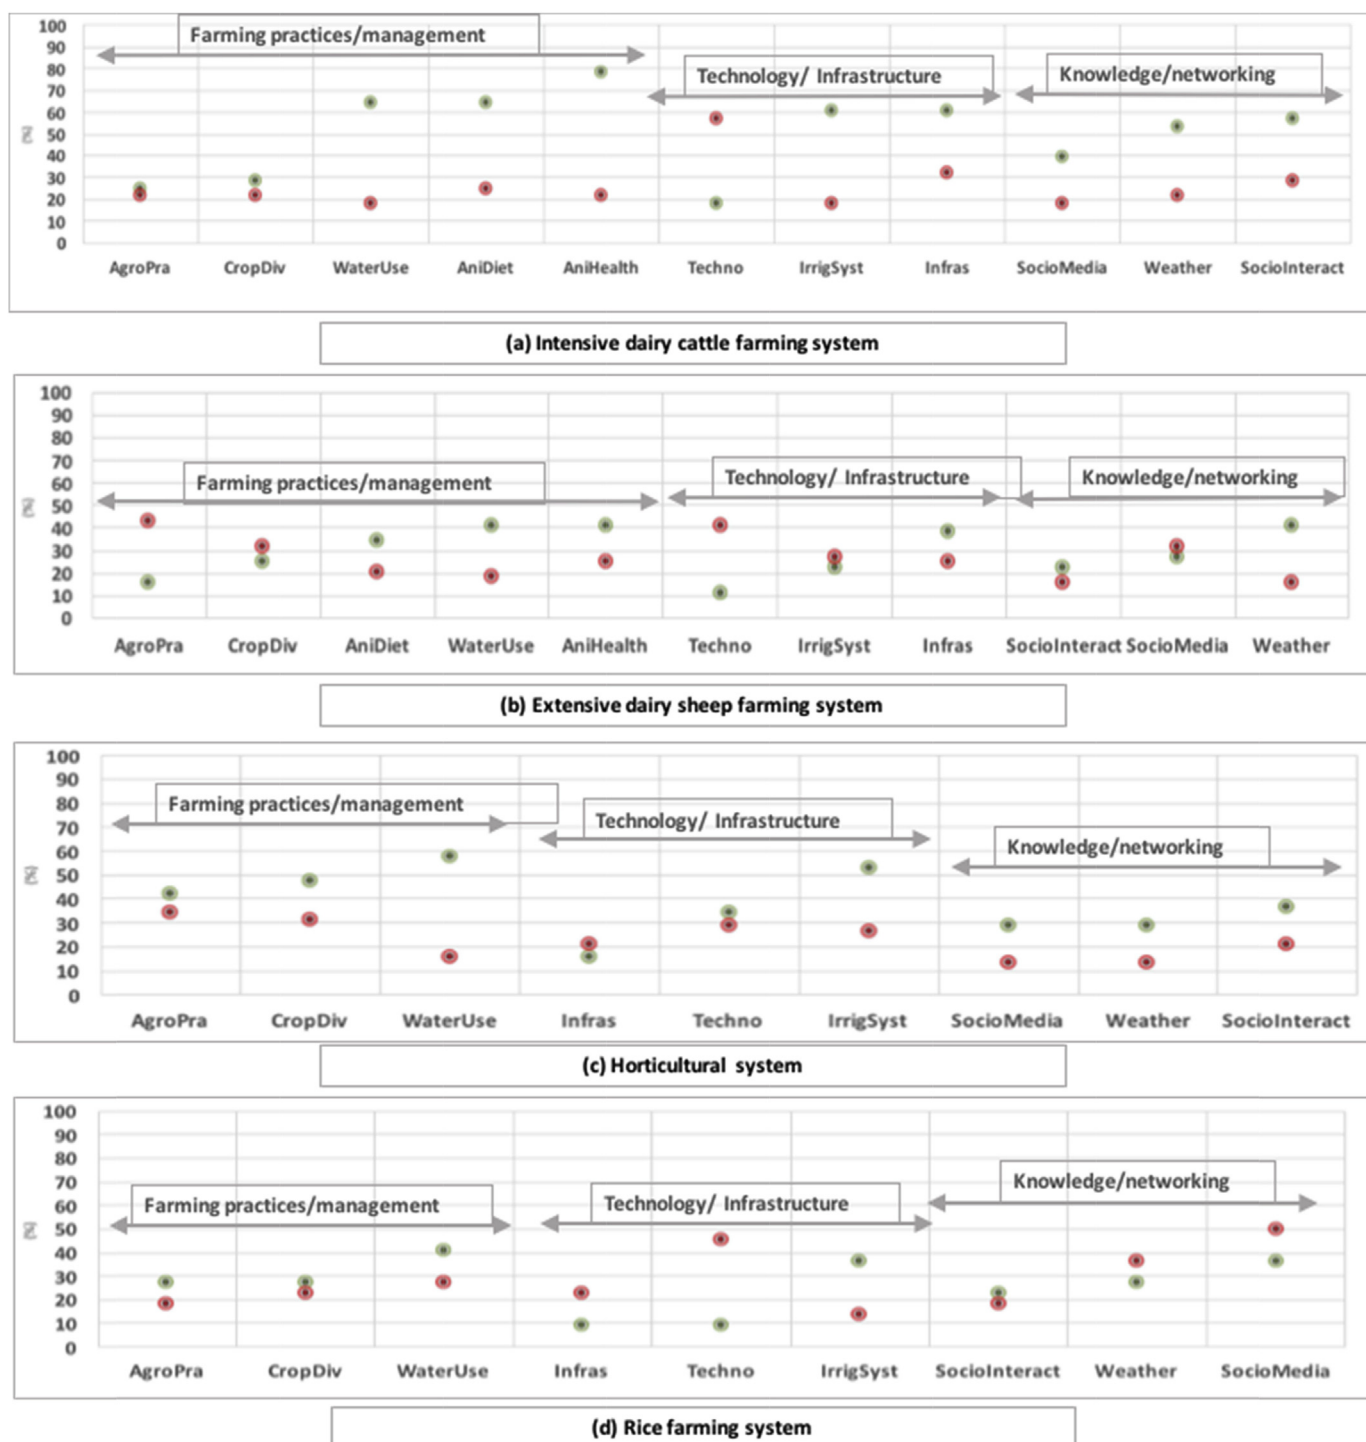 100
90
80
70
60
50
40
30
20
10
0
(%)
Farming practices/management
Technology/ Infrastructure
Knowledge/networking
AgroPra CropDiv WaterUse AniDiet AniHealth Techno IrrigSyst Infras SocioMedia Weather SocioInteract
(a) Intensive dairy cattle farming system
100
90
80
70
60
50
40
30
20
10
0
(%)
Farming practices/management
Technology/ Infrastructure
Knowledge/networking
AgroPra CropDiv AniDiet WaterUse AniHealth Techno IrrigSyst Infras SocioInteract SocioMedia Weather
(b) Extensive dairy sheep farming system
100
90
80
70
60
50
40
30
20
10
0
(%)
Farming practices/management
Technology/ Infrastructure
Knowledge/networking
AgroPra CropDiv WaterUse Infras Techno IrrigSyst SocioMedia Weather SocioInteract
(c) Horticultural system
100
90
80
70
60
50
40
30
20
10
0
(%)
Farming practices/management
Technology/ Infrastructure
Knowledge/networking
AgroPra CropDiv WaterUse Infras Techno IrrigSyst SocioInteract Weather SocioMedia
(d) Rice farming system